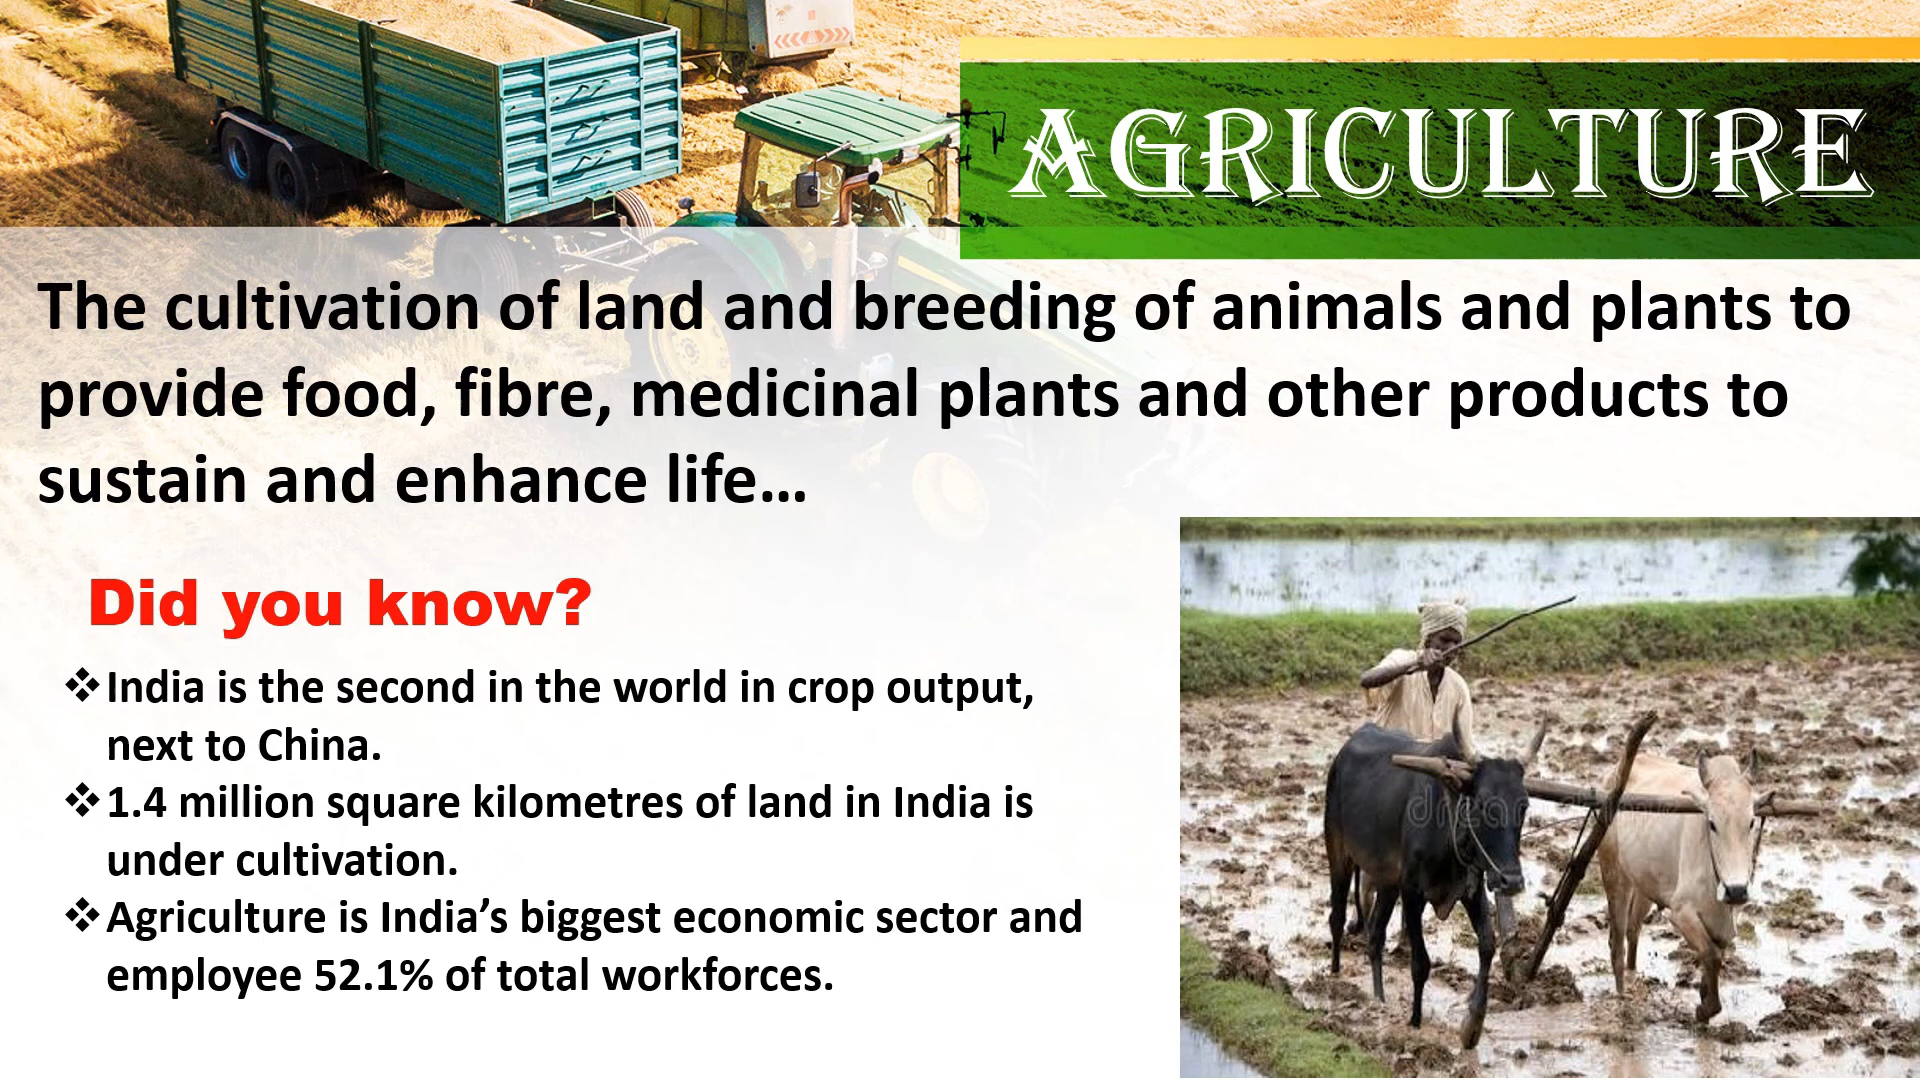 AGRICULTURE
The cultivation of land and breeding of animals and plants to
provide food, fibre, medicinal plants and other products to
sustain and enhance life...
Did you know?
❖India is the second in the world in crop output,
next to China.
❖1.4 million square kilometres of land in India is
under cultivation.
❖Agriculture is India’s biggest economic sector and
employee 52.1% of total workforces.